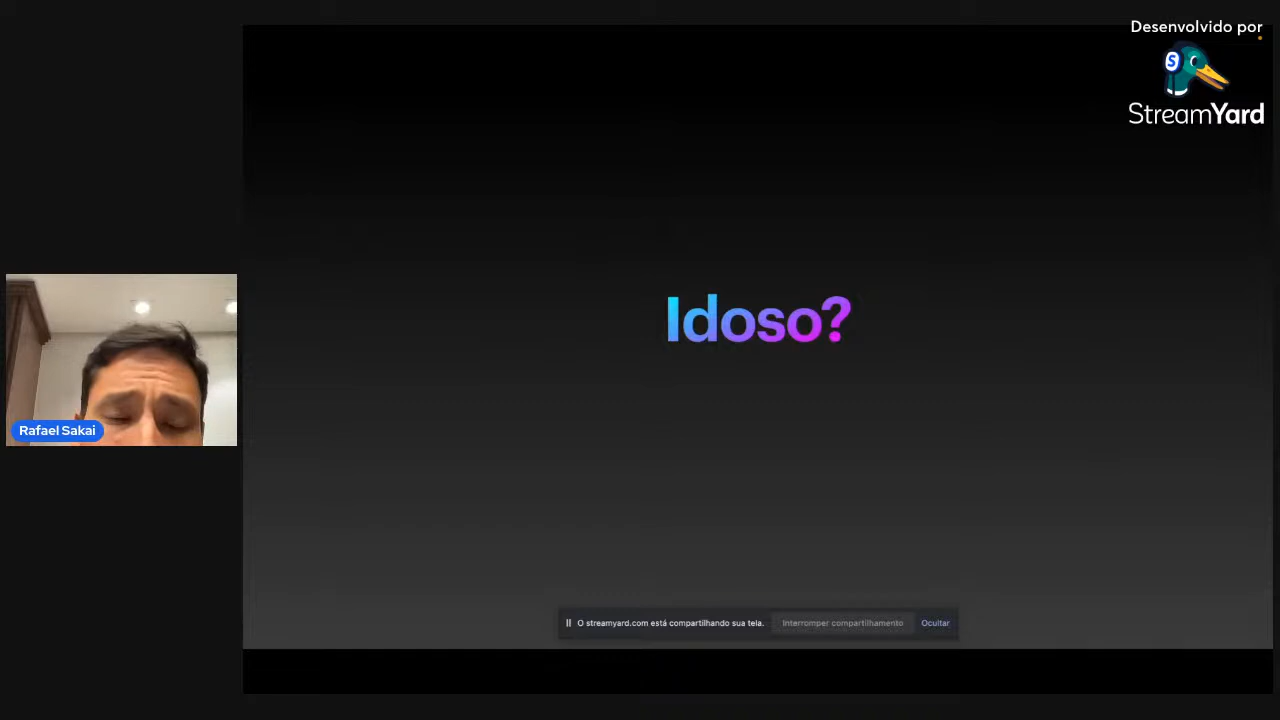 Desenvolvido por
StreamYard
Idoso?
Rafael Sakai
O streamyard.com está compartilhando sua tela. Interromper compartilhamento Ocultar